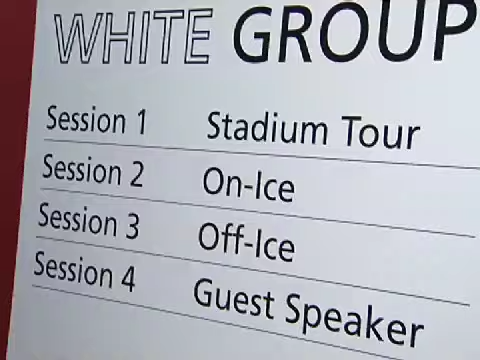 WHITE GROUP
Session 1 Stadium Tour
Session 2 On-Ice
Session 3 Off-Ice
Session 4 Guest Speaker